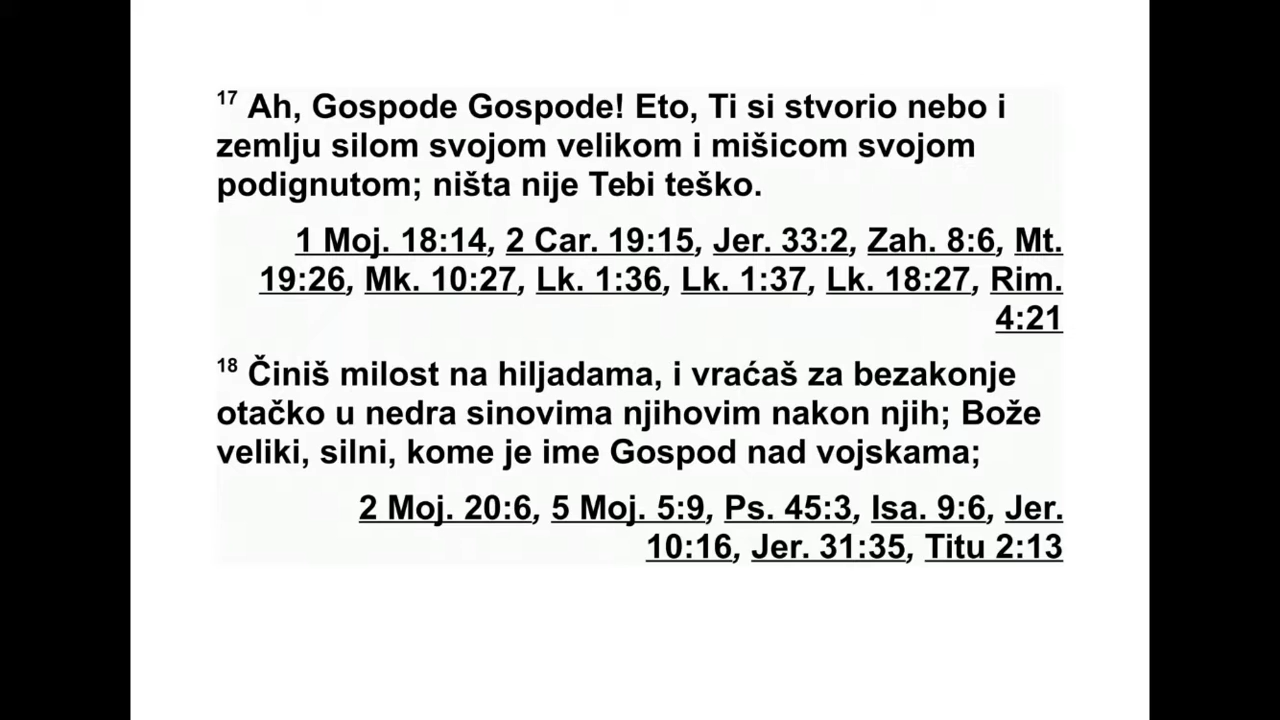 17 Ah, Gospode Gospode! Eto, Ti si stvorio nebo i
zemlju silom svojom velikom i mišicom svojom
podignutom; ništa nije Tebi teško.
1 Moj. 18:14, 2 Car. 19:15, Jer. 33:2, Zah. 8:6, Mt.
19:26, Mk. 10:27, Lk. 1:36, Lk. 1:37, Lk. 18:27, Rim.
4:21
18 Činiš milost na hiljadama, i vraćaš za bezakonje
otačko u nedra sinovima njihovim nakon njih; Bože
veliki, silni, kome je ime Gospod nad vojskama;
2 Moj. 20:6, 5 Moj. 5:9, Ps. 45:3, Isa. 9:6, Jer.
10:16, Jer. 31:35, Titu 2:13